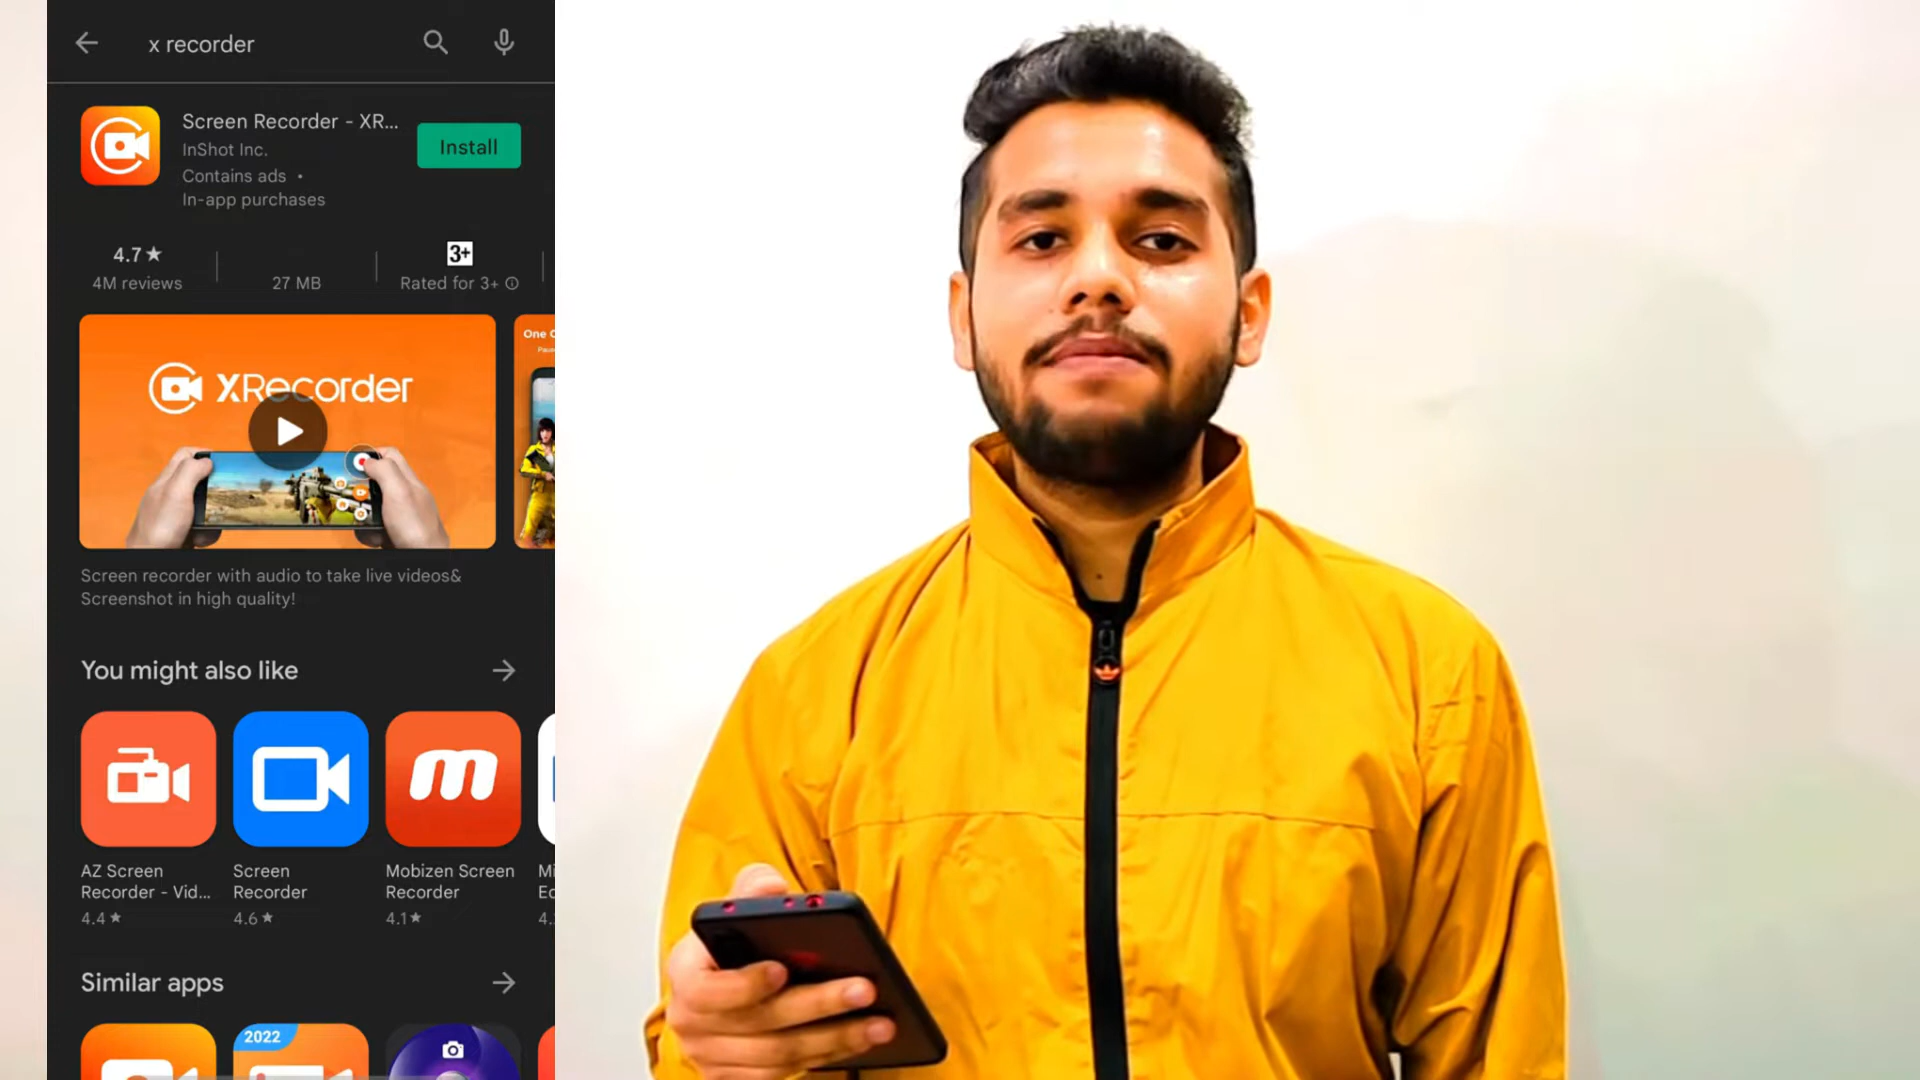 x recorder
Screen Recorder - XR...
InShot Inc.
Contains ads •
In-app purchases
Install
4.7★
4M reviews
27 MB
3+
Rated for 3+
XRecorder
One
Screen recorder with audio to take live videos&
Screenshot in high quality!
You might also like
AZ Screen
Recorder - Vid...
4.4★
Screen
Recorder
4.6★
Mobizen Screen
Recorder
4.1★
Similar apps
2022